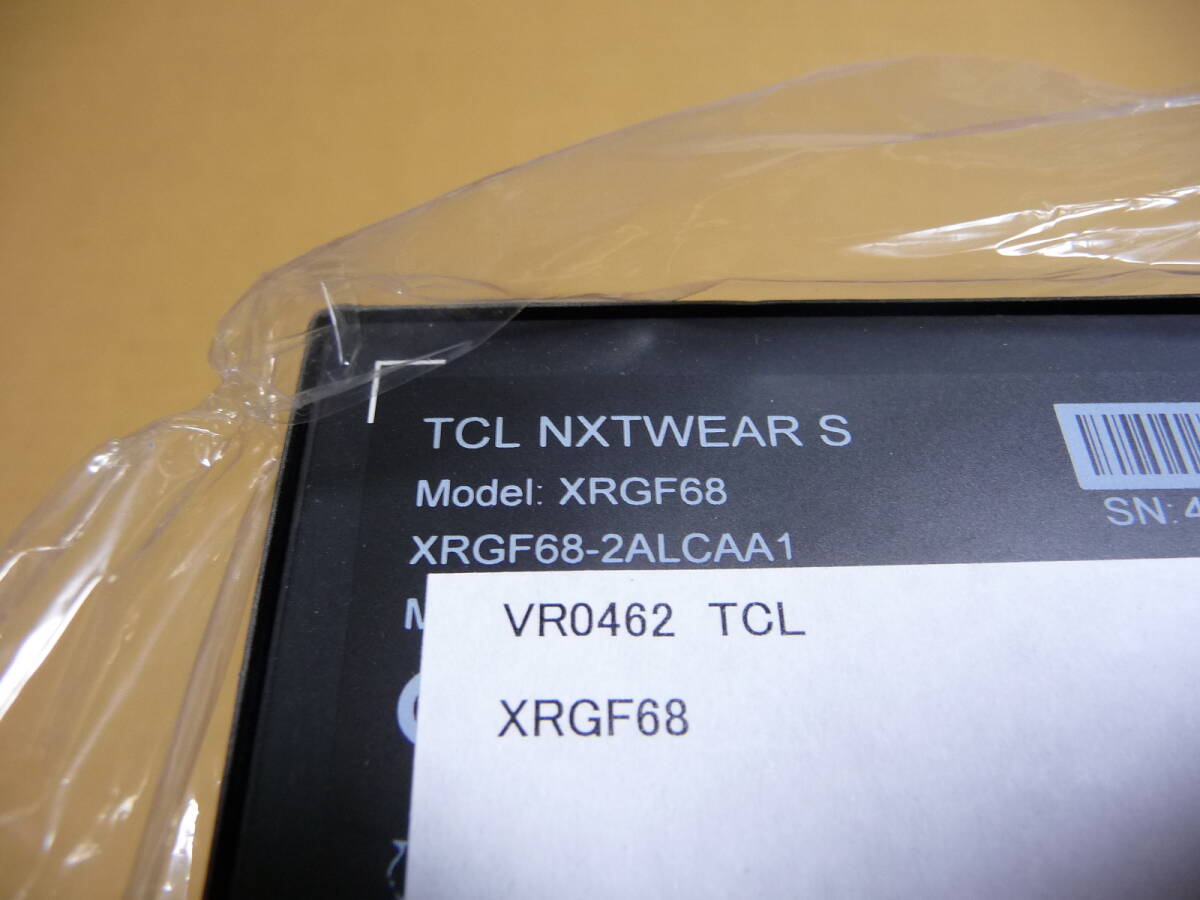 TCL NXTWEAR S
Model: XRGF68
XRGF68-2ALCAA1
SN: 4
VR0462 TCL
XRGF68